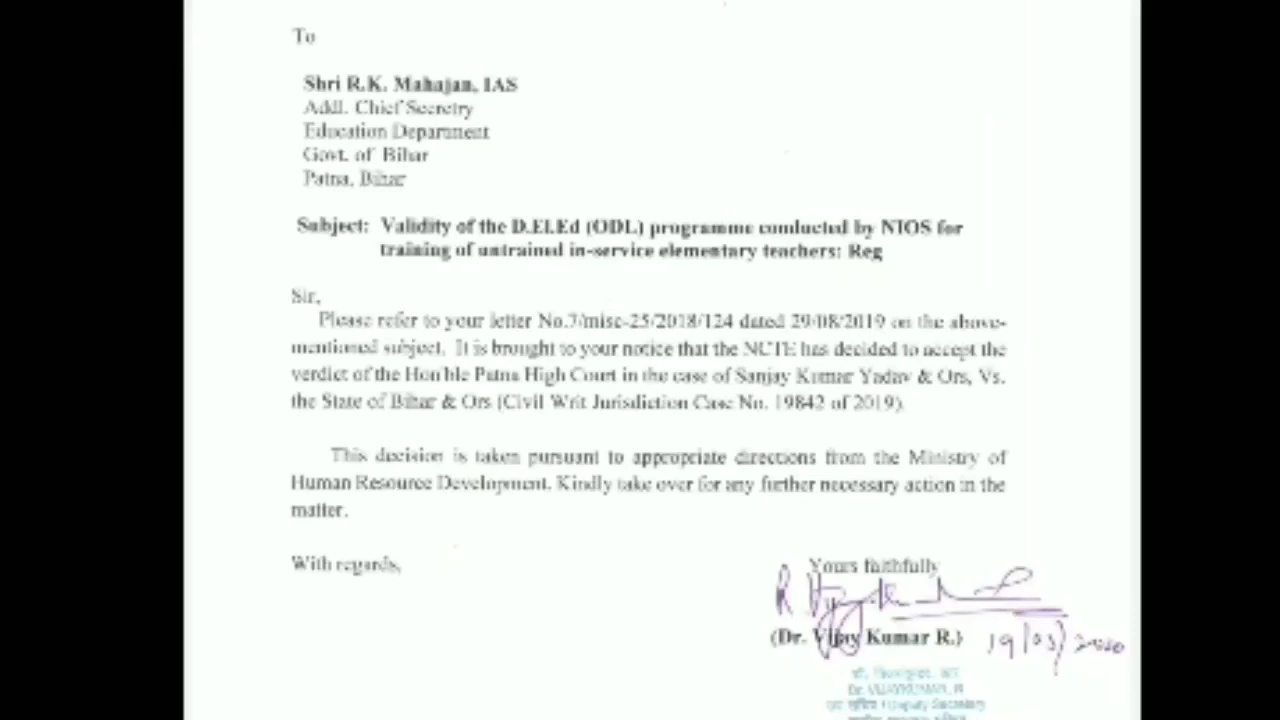 To
Shri R.K. Mahajan, IAS
Addl. Chief Secretry
Education Department
Govt. of Bihar
Patna, Bihar
Subject: Validity of the D.El.Ed (ODL) programme conducted by NIOS for
training of untrained in-service elementary teachers: Reg
Sir,
Please refer to your letter No.7/misc-25/2018/124 dated 29/08/2019 on the above-
mentioned subject. It is brought to your notice that the NCTE has decided to accept the
verdict of the Hon'ble Patna High Court in the case of Sanjay Kumar Yadav & Ors, Vs.
the State of Bihar & Ors (Civil Writ Jurisdiction Case No. 19842 of 2019).
This decision is taken pursuant to appropriate directions from the Ministry of
Human Resource Development. Kindly take over for any further necessary action in the
matter.
With regards,
Yours faithfully
(Dr. Vijay Kumar R.)
19/03/2020
Dr. VIJAYKUMAR. R
Deputy Secretary